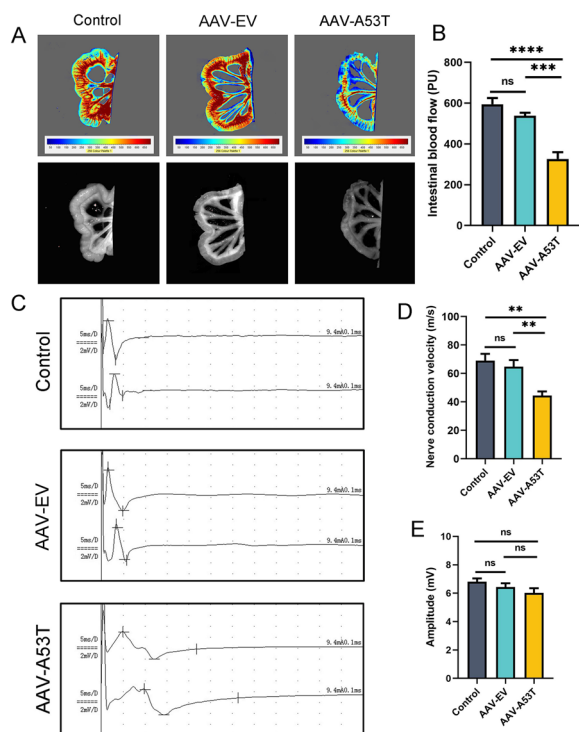 A
Control
AAV-EV
AAV-A53T
B
Intestinal blood flow (PU)
800
600
400
200
0
ns
****
***
Control
AAV-EV
AAV-A53T
C
Control
5ms/D
2mV/D
9.4mA0.1ms
5ms/D
2mV/D
9.4mA0.1ms
AAV-EV
5ms/D
2mV/D
9.4mA0.1ms
5ms/D
2mV/D
9.4mA0.1ms
AAV-A53T
5ms/D
2mV/D
9.4mA0.1ms
5ms/D
2mV/D
9.4mA0.1ms
D
Nerve conduction velocity (m/s)
100
80
60
40
20
0
**
ns
**
Control
AAV-EV
AAV-A53T
E
Amplitude (mV)
8
6
4
2
0
ns
ns
ns
Control
AAV-EV
AAV-A53T